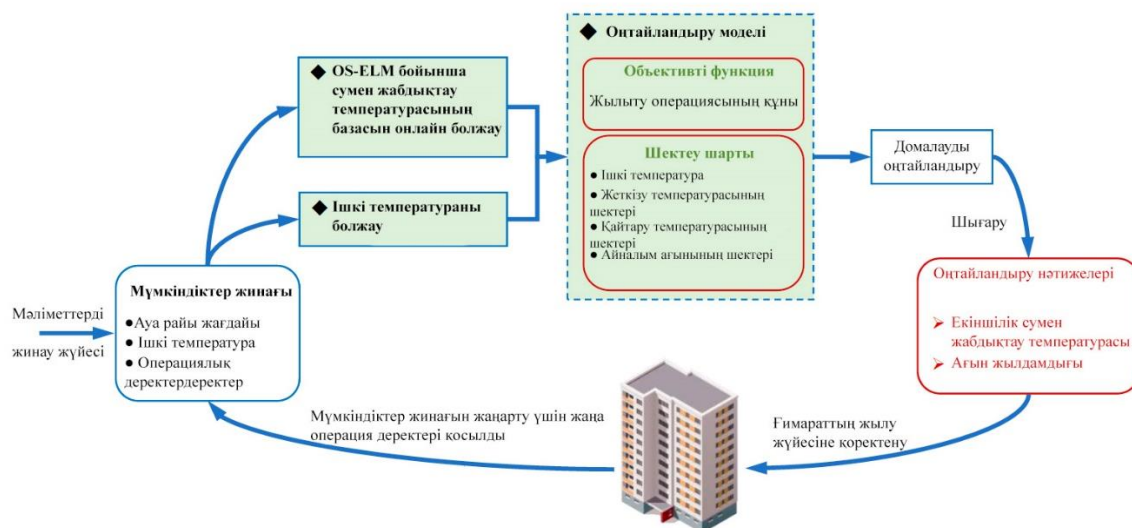 Мәліметтерді
жинау жүйесі
Мүмкіндіктер жинағы
●Ауа райы жағдайы
● Ішкі температура
● Операциялық
деректердеректер
◆ OS-ELM бойынша
сумен жабдықтау
температурасының
базасын онлайн болжау
◆ Ішкі температураны
болжау
◆ Оңтайландыру моделі
Объективті функция
Жылыту операциясының құны
Шектеу шарты
● Ішкі температура
● Жеткізу температурасының
шектері
● Қайтару температурасының
шектері
● Айналым ағынының шектері
Домалауды
оңтайландыру
Шығару
Оңтайландыру нәтижелері
➢ Екіншілік сумен
жабдықтау температурасы
➢ Ағын жылдамдығы
Ғимараттың жылу
жүйесіне қоректену
Мүмкіндіктер жинағын жаңарту үшін жаңа
операция деректері қосылды